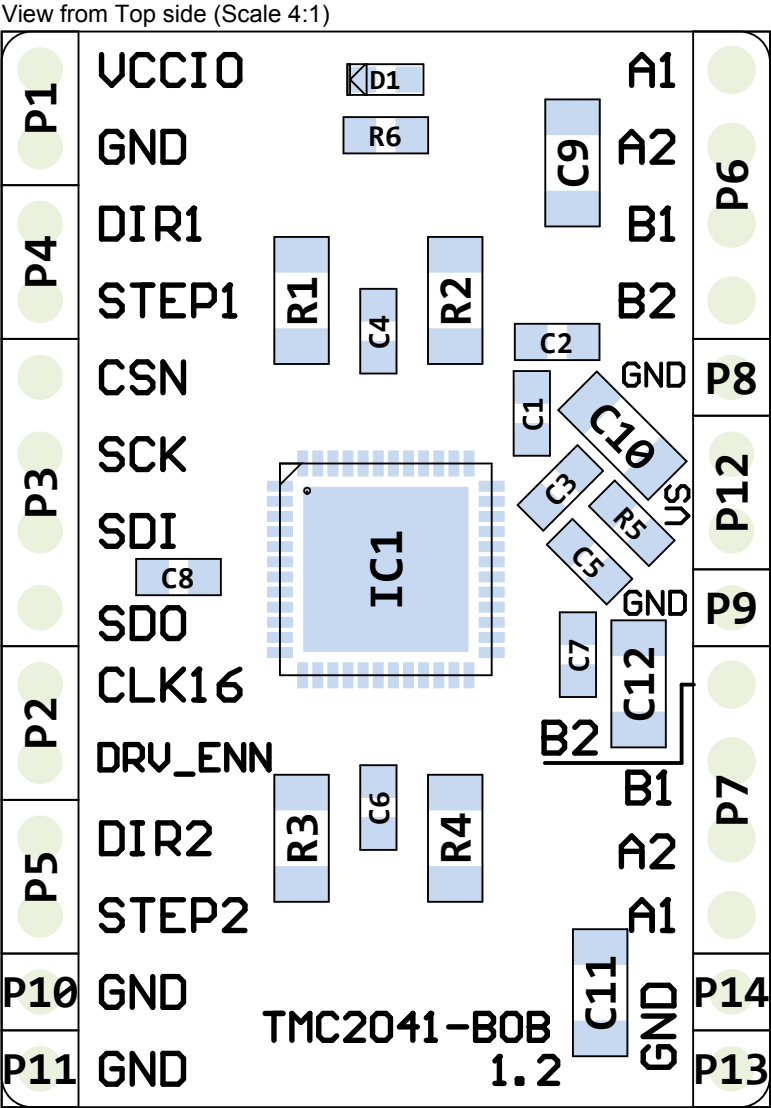 View from Top side (Scale 4:1)
P1
VCCIO
D1
A1
P6
GND
R6
C9
A2
P4
DIR1
B1
STEP1
R1
C4
R2
B2
C2
P3
CSN
C1
GND
P8
C10
SCK
C3
VS
P12
R5
SDI
IC1
C5
C8
SDO
GND
P9
C7
C12
P2
CLK16
B2
DRV_ENN
B1
P7
R3
C6
R4
P5
DIR2
A2
STEP2
A1
P10
GND
C11
GND
P14
TMC2041-BOB
P11
GND
1.2
P13